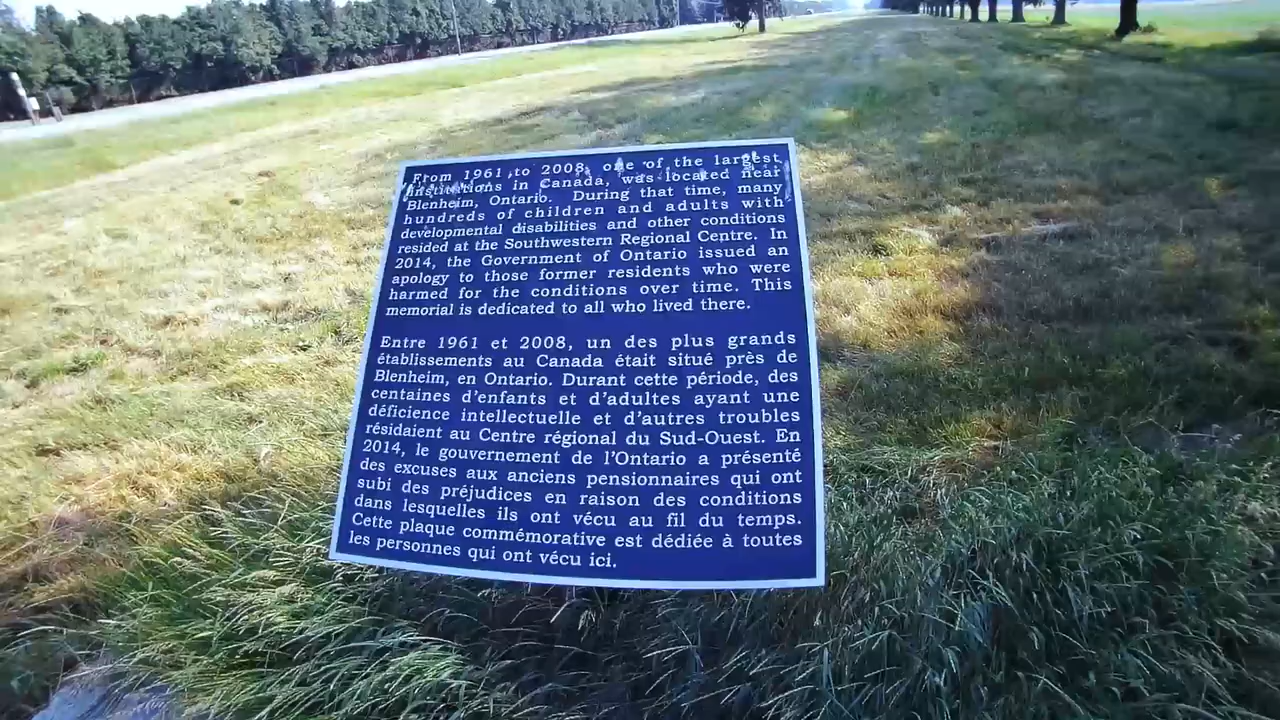 From 1961 to 2008, one of the largest
institutions in Canada, was located near
Blenheim, Ontario. During that time, many
hundreds of children and adults with
developmental disabilities and other conditions
resided at the Southwestern Regional Centre. In
2014, the Government of Ontario issued an
apology to those former residents who were
harmed for the conditions over time. This
memorial is dedicated to all who lived there.
Entre 1961 et 2008, un des plus grands
établissements au Canada était situé près de
Blenheim, en Ontario. Durant cette période, des
centaines d'enfants et d'adultes ayant une
déficience intellectuelle et d'autres troubles
résidaient au Centre régional du Sud-Ouest. En
2014, le gouvernement de l'Ontario a présenté
des excuses aux anciens pensionnaires qui ont
subi des préjudices en raison des conditions
dans lesquelles ils ont vécu au fil du temps.
Cette plaque commémorative est dédiée à toutes
les personnes qui ont vécu ici.